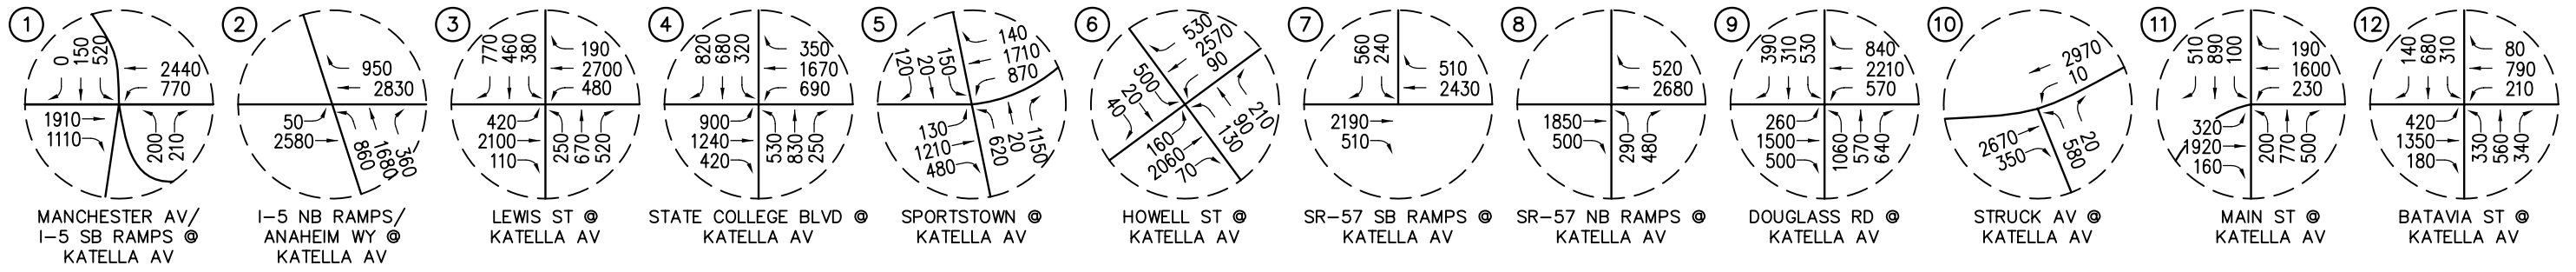 1
0 150 520
2440
770
1910
1110
200 210
MANCHESTER AV/
I-5 SB RAMPS @
KATELLA AV
2
950
2830
50
2580
860 1680 360
I-5 NB RAMPS/
ANAHEIM WY @
KATELLA AV
3
770 460 380
190
2700
480
420
2100
110
250 670 520
LEWIS ST @
KATELLA AV
4
820 680 320
350
1670
690
900
1240
420
530 830 250
STATE COLLEGE BLVD @
KATELLA AV
5
120 20 150
140
1710
870
130
1210
480
620 20 1150
SPORTSTOWN @
KATELLA AV
6
530
2570
90
500
20
40
160
2060
70
210
90
130
HOWELL ST @
KATELLA AV
7
560 240
510
2430
2190
510
SR-57 SB RAMPS @
KATELLA AV
8
520
2680
1850
500
290 480
SR-57 NB RAMPS @
KATELLA AV
9
390 310 530
840
2210
570
260
1500
500
1060 570 640
DOUGLASS RD @
KATELLA AV
10
2970
10
2670
350
20
580
STRUCK AV @
KATELLA AV
11
510 890 100
190
1600
230
320
1920
160
200 770 500
MAIN ST @
KATELLA AV
12
140 680 310
80
790
210
420
1350
180
330 560 340
BATAVIA ST @
KATELLA AV